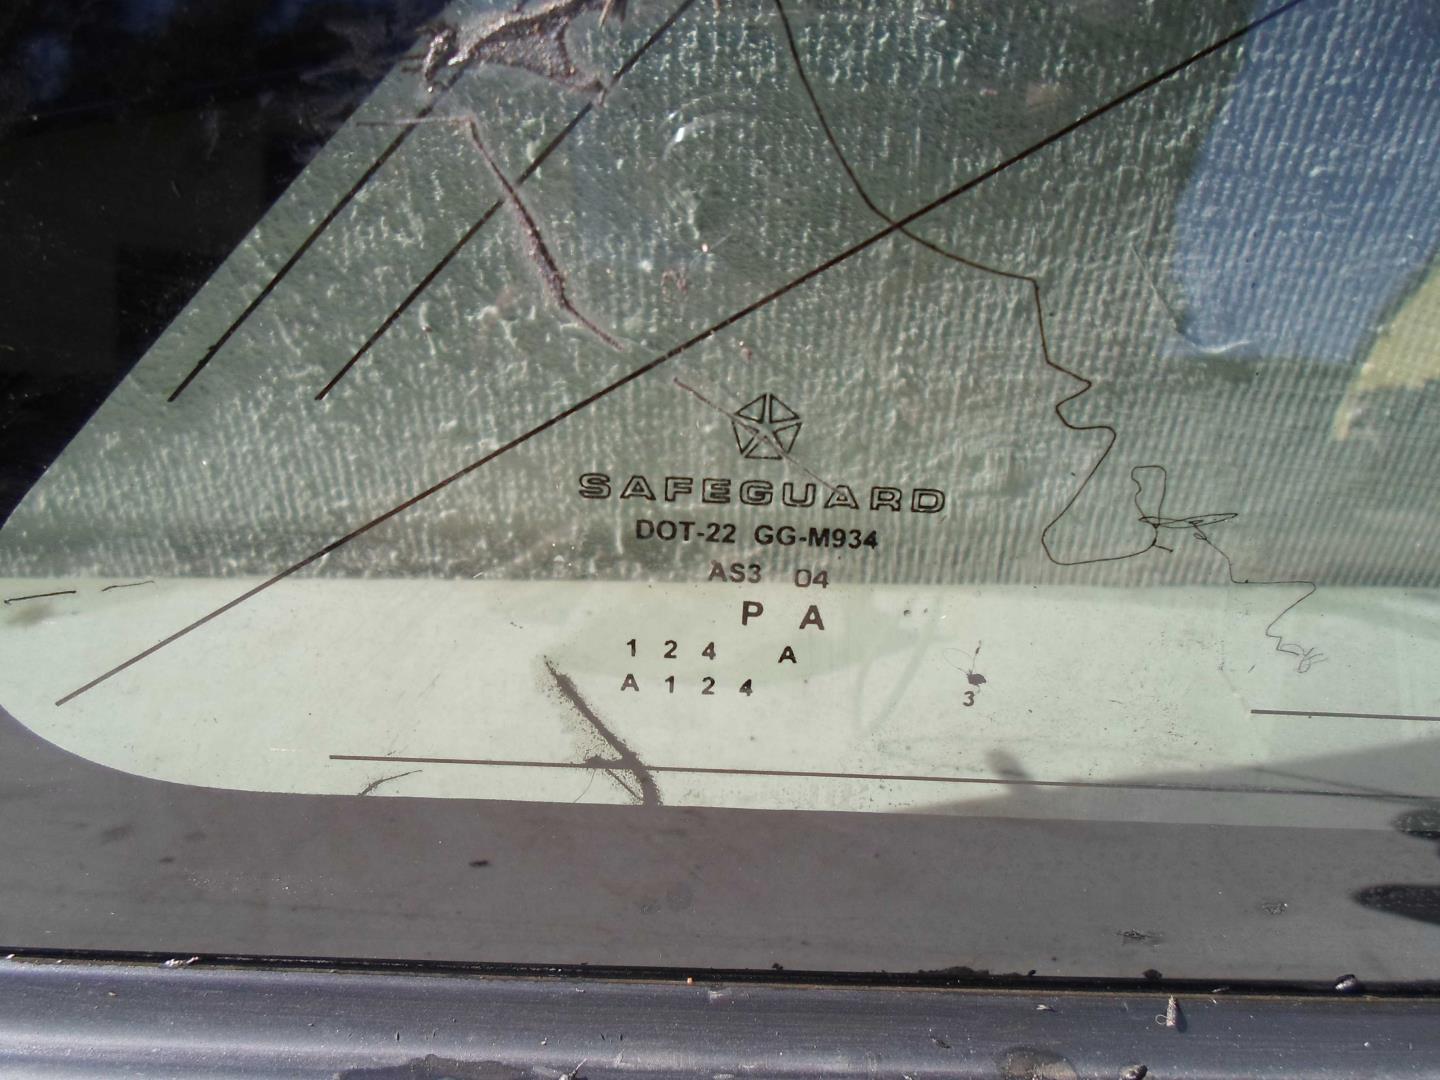 SAFEGUARD
DOT-22 GG-M934
AS3 04
P A
1 2 4 A
A 1 2 4
3